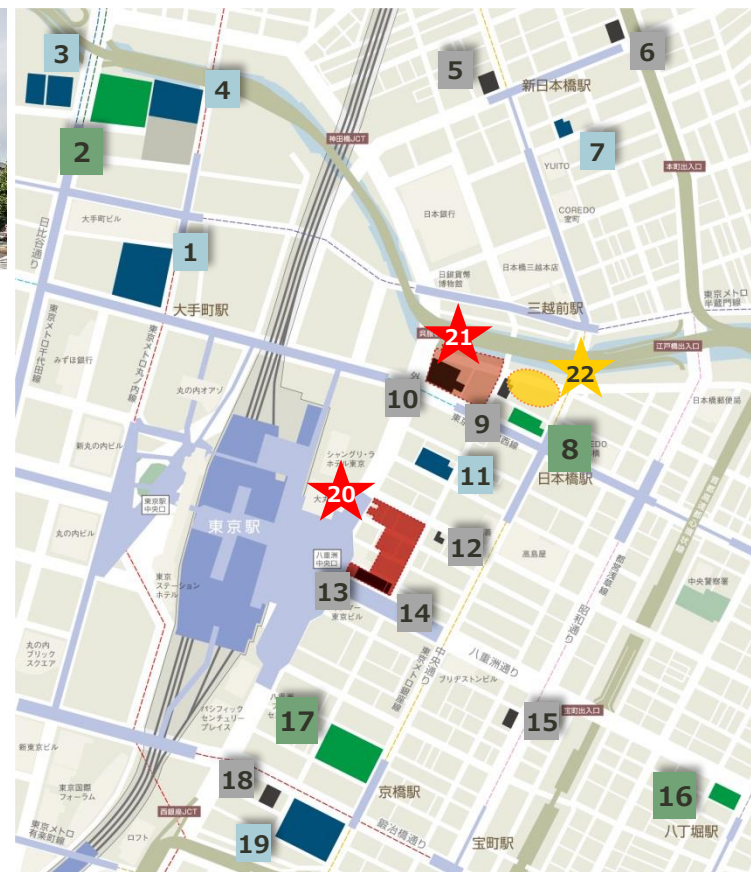 3
4
2
1
5
6
新日本橋駅
7
YUITO
本町出入口
神田橋JCT
日本銀行
COREDO
室町
大手町ビル
日比谷通り
大手町駅
日銀貨幣
博物館
日本橋三越本店
三越前駅
東京メトロ
半蔵門線
江戸橋出入口
21
22
東京メトロ千代田線
東京メトロ丸ノ内線
みずほ銀行
丸の内オアゾ
10
9
8
日本橋郵便局
新丸の内ビル
シャングリ・ラ
ホテル東京
11
日本橋駅
20
東京駅
中央口
丸の内ビル
東京駅
八重洲
中央口
12
高島屋
都営浅草線
中央警察署
東京
ステーション
ホテル
13
東京ビル
14
昭和通り
丸の内
ブリック
スクエア
八重洲通り
中央通り
東京メトロ銀座線
ブリヂストンビル
パシフィック
センチュリー
プレイス
17
15
宝町出入口
新東京ビル
18
東京国際
フォーラム
京橋駅
16
西銀座JCT
八丁堀駅
東京メトロ
有楽町線
ロフト
19
鍛冶橋通り
宝町駅